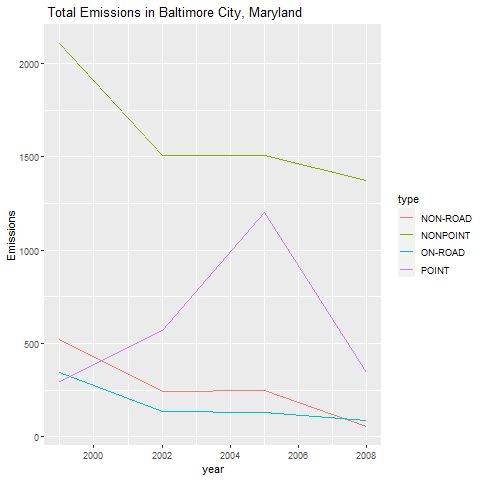 Total Emissions in Baltimore City, Maryland
2000
1500
1000
500
0
Emissions
2000
2002
2004
2006
2008
year
type
NON-ROAD
NONPOINT
ON-ROAD
POINT